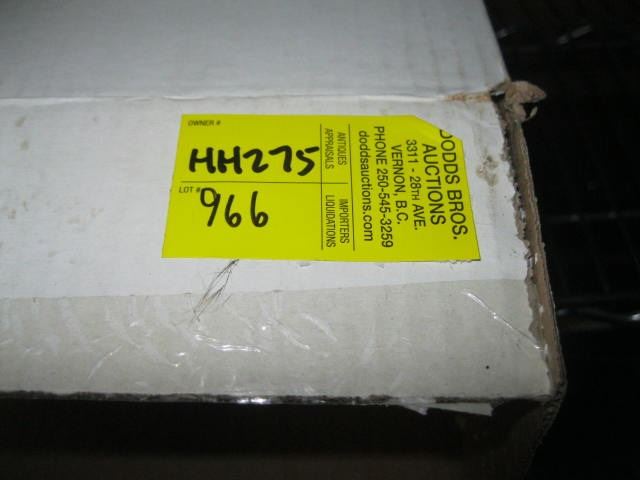 OWNER #
HH275
LOT #
966
ANTIQUES
APPRAISALS
IMPORTERS
LIQUIDATIONS
DODDS BROS.
AUCTIONS
3311 - 28TH AVE.
VERNON, B.C.
PHONE 250-545-3259
doddsauctions.com